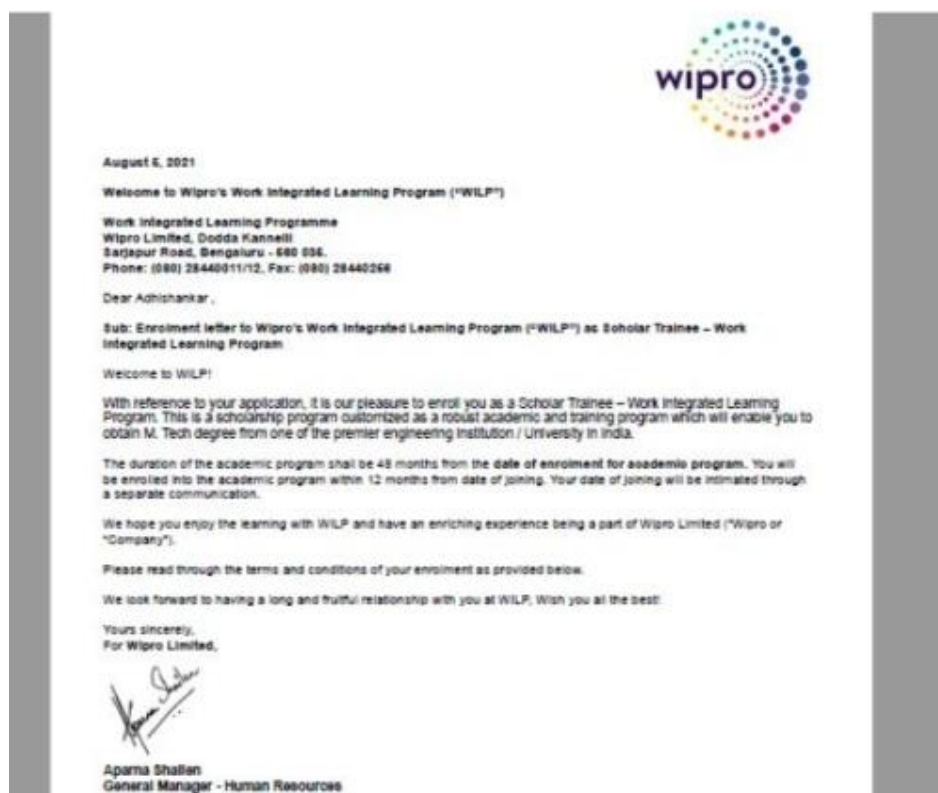 wipro
August 6, 2021
Welcome to Wipro's Work Integrated Learning Program ("WILP")
Work Integrated Learning Programme
Wipro Limited, Dodda Kannelli
Sarjapur Road, Bengaluru - 560 035.
Phone: (080) 28440011/12, Fax: (080) 28440256
Dear Adhishankar ,
Sub: Enrolment letter to Wipro's Work Integrated Learning Program ("WILP") as Scholar Trainee – Work
Integrated Learning Program
Welcome to WILP!
With reference to your application, it is our pleasure to enroll you as a Scholar Trainee – Work Integrated Learning
Program. This is a scholarship program customized as a robust academic and training program which will enable you to
obtain M. Tech degree from one of the premier engineering institution / University in India.
The duration of the academic program shall be 48 months from the date of enrolment for academic program. You will
be enrolled into the academic program within 12 months from date of joining. Your date of joining will be intimated through
a separate communication.
We hope you enjoy the learning with WILP and have an enriching experience being a part of Wipro Limited ("Wipro or
"Company").
Please read through the terms and conditions of your enrolment as provided below.
We look forward to having a long and fruitful relationship with you at WILP, Wish you all the best!
Yours sincerely,
For Wipro Limited,
Aparna Shailen
General Manager - Human Resources